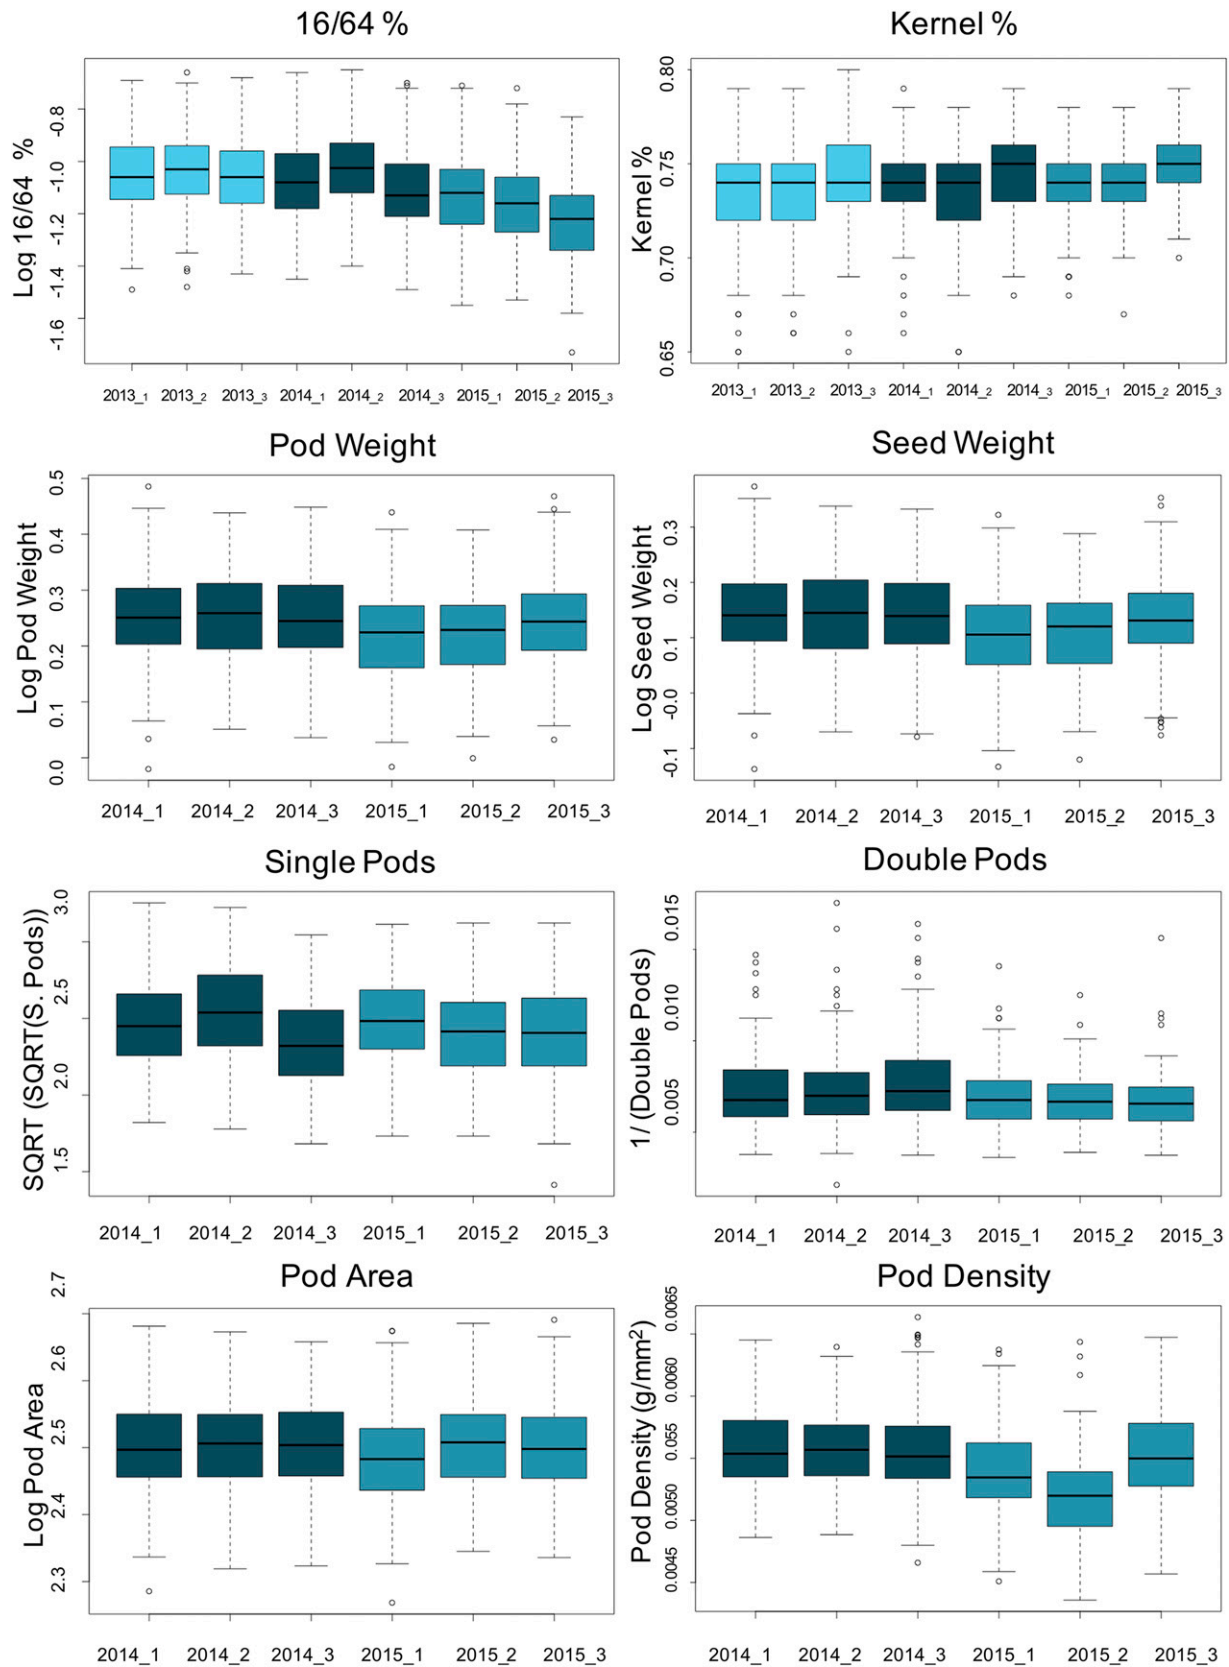 16/64 %
Kernel %
Log 16/64 %
-0.8
-1.0
-1.2
-1.4
-1.6
2013_1 2013_2 2013_3 2014_1 2014_2 2014_3 2015_1 2015_2 2015_3
Kernel %
0.80
0.75
0.70
0.65
2013_1 2013_2 2013_3 2014_1 2014_2 2014_3 2015_1 2015_2 2015_3
Pod Weight
Seed Weight
Log Pod Weight
0.5
0.4
0.3
0.2
0.1
0.0
2014_1 2014_2 2014_3 2015_1 2015_2 2015_3
Log Seed Weight
0.3
0.2
0.1
-0.0
-0.1
2014_1 2014_2 2014_3 2015_1 2015_2 2015_3
Single Pods
Double Pods
SQRT (SQRT(S. Pods))
3.0
2.5
2.0
1.5
2014_1 2014_2 2014_3 2015_1 2015_2 2015_3
1/ (Double Pods)
0.015
0.010
0.005
2014_1 2014_2 2014_3 2015_1 2015_2 2015_3
Pod Area
Pod Density
Log Pod Area
2.7
2.6
2.5
2.4
2.3
2014_1 2014_2 2014_3 2015_1 2015_2 2015_3
Pod Density (g/mm²)
0.0065
0.0060
0.055
0.0050
0.0045
2014_1 2014_2 2014_3 2015_1 2015_2 2015_3